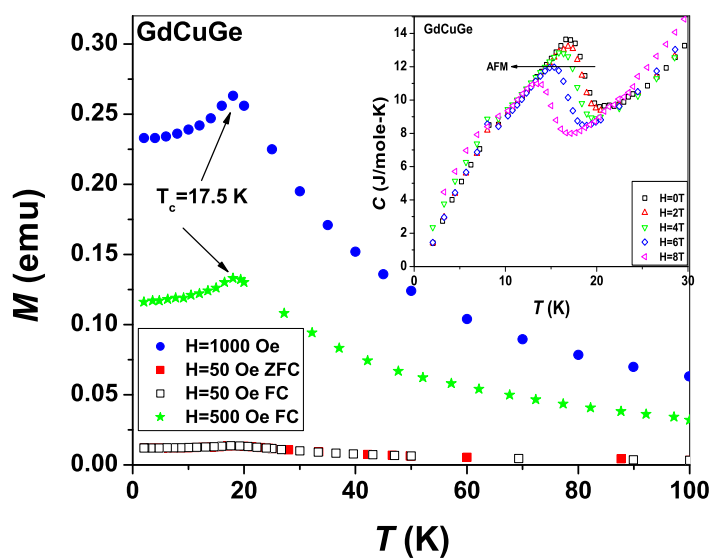 GdCuGe
0.30
0.25
0.20
0.15
0.10
0.05
0.00
M (emu)
T_c=17.5 K
H=1000 Oe
H=50 Oe ZFC
H=50 Oe FC
H=500 Oe FC
0 20 40 60 80 100
T (K)
GdCuGe
14
12
10
8
6
4
2
0
C (J/mole-K)
AFM
H=0T
H=2T
H=4T
H=6T
H=8T
0 10 20 30
T (K)